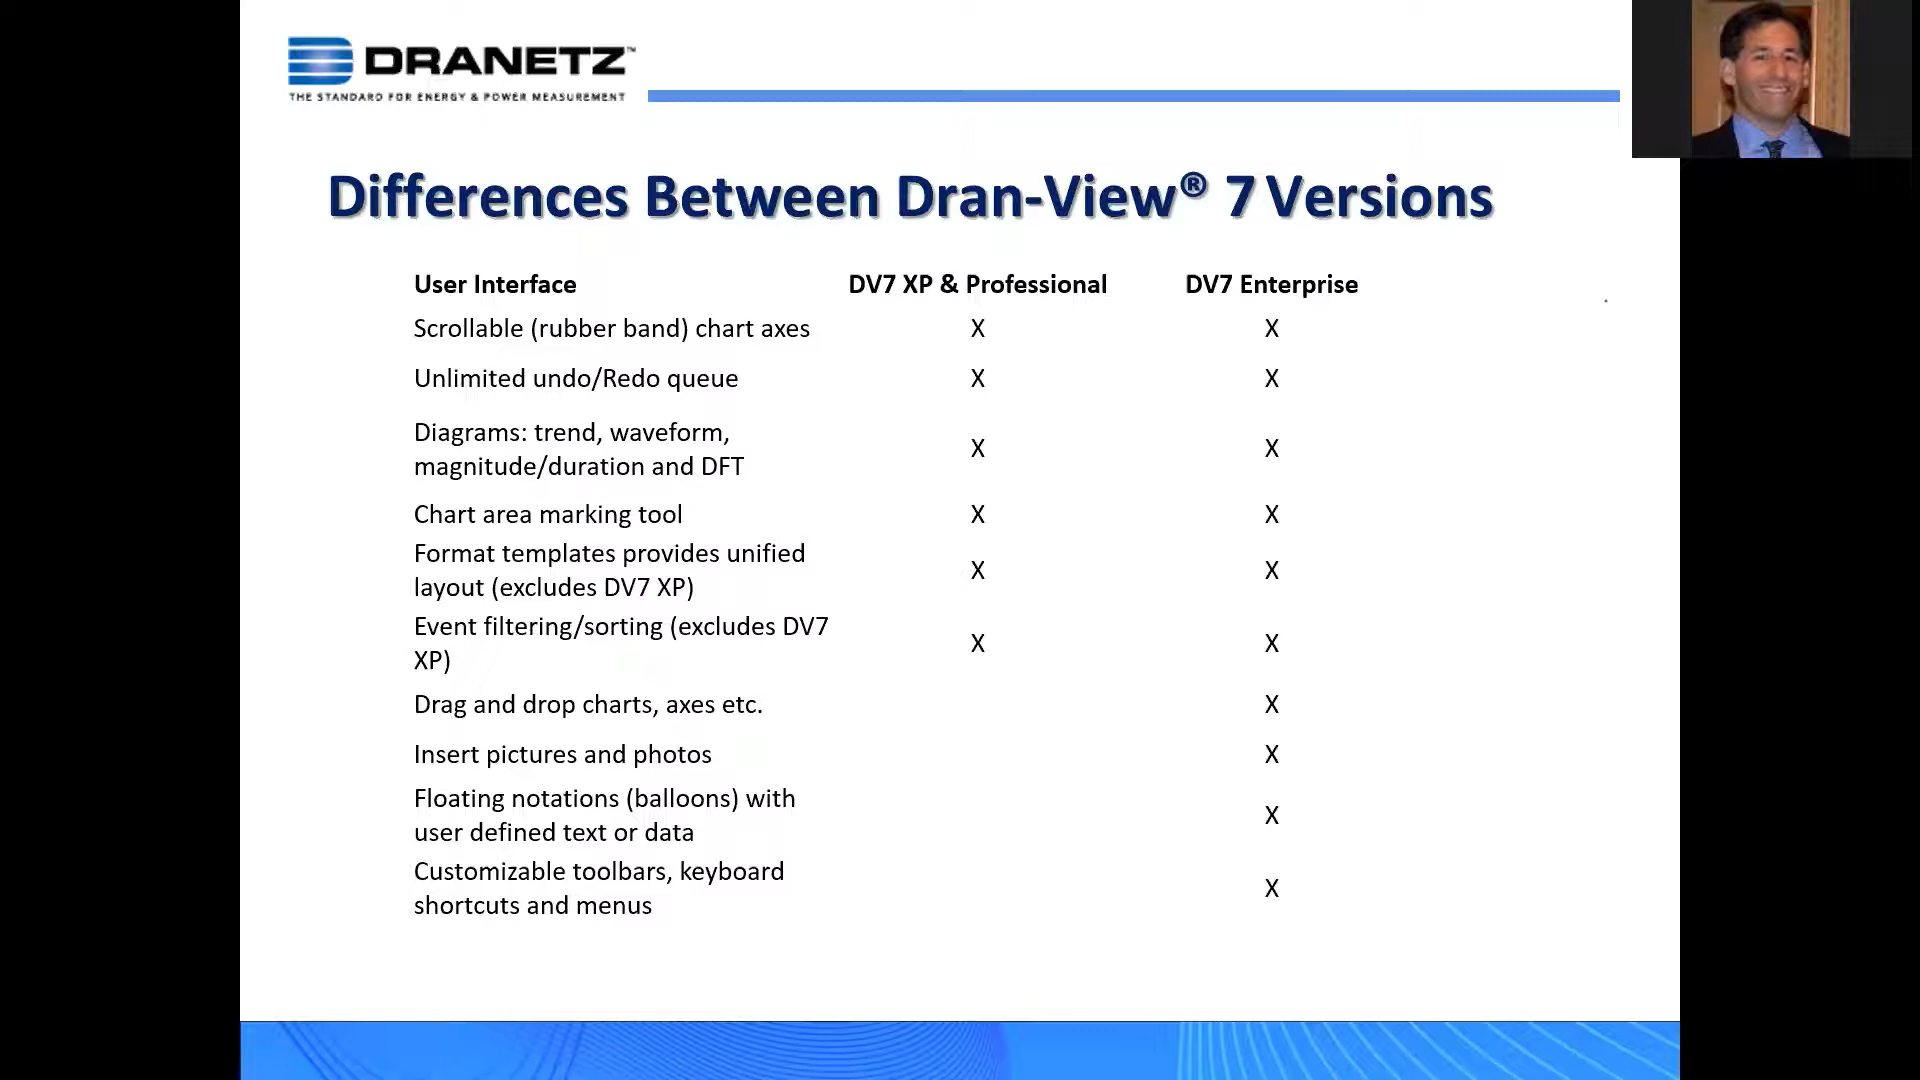 DRANETZ™
THE STANDARD FOR ENERGY & POWER MEASUREMENT
Differences Between Dran-View® 7 Versions
User Interface DV7 XP & Professional DV7 Enterprise
Scrollable (rubber band) chart axes X X
Unlimited undo/Redo queue X X
Diagrams: trend, waveform,
magnitude/duration and DFT X X
Chart area marking tool X X
Format templates provides unified
layout (excludes DV7 XP) X X
Event filtering/sorting (excludes DV7
XP) X X
Drag and drop charts, axes etc. X
Insert pictures and photos X
Floating notations (balloons) with
user defined text or data X
Customizable toolbars, keyboard
shortcuts and menus X